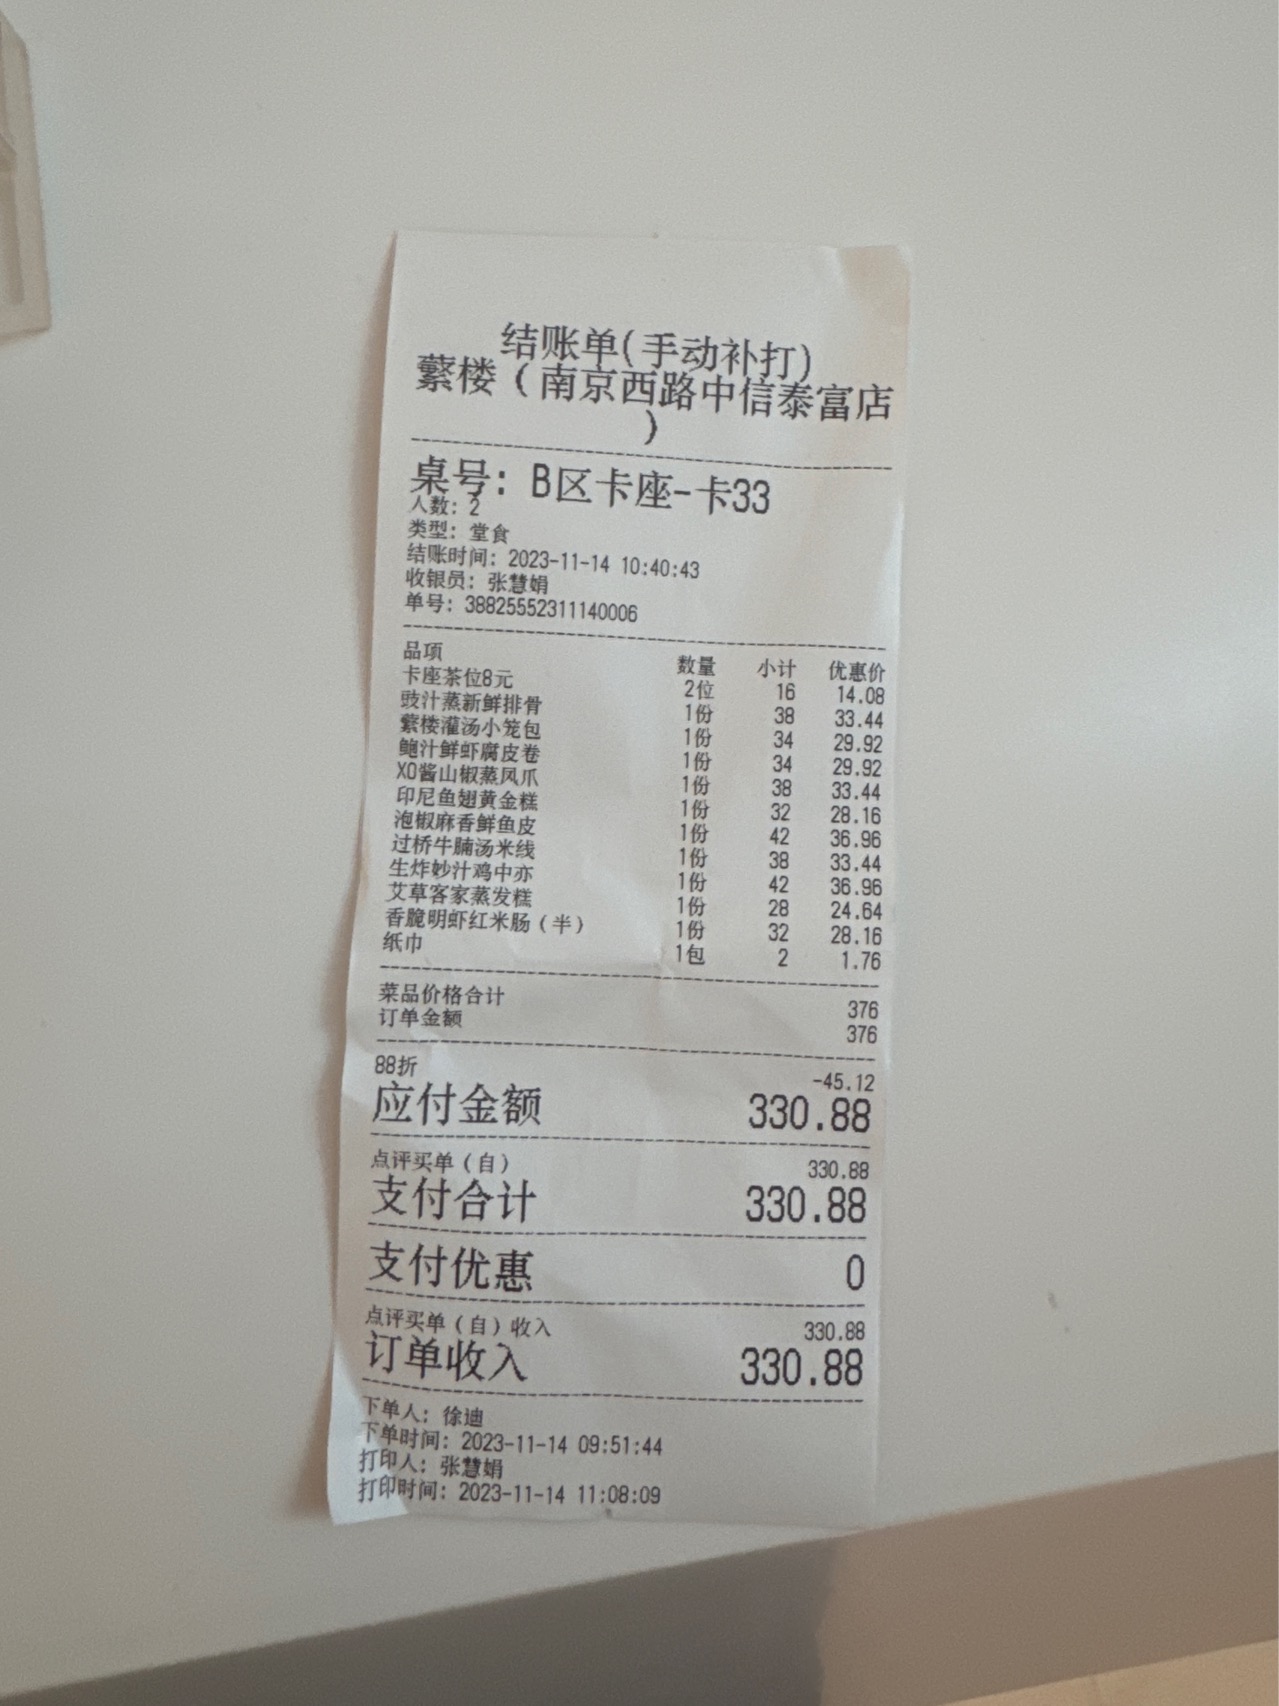 结账单(手动补打)
蘩楼（南京西路中信泰富店
）
桌号: B区卡座-卡33
人数: 2
类型: 堂食
结账时间: 2023-11-14 10:40:43
收银员: 张慧娟
单号: 38825552311140006
品项 数量 小计 优惠价
卡座茶位8元 2位 16 14.08
豉汁蒸新鲜排骨 1份 38 33.44
蘩楼灌汤小笼包 1份 34 29.92
鲍汁鲜虾腐皮卷 1份 34 29.92
XO酱山椒蒸凤爪 1份 38 33.44
印尼鱼翅黄金糕 1份 32 28.16
泡椒麻香鲜鱼皮 1份 42 36.96
过桥牛腩汤米线 1份 38 33.44
生炸妙汁鸡中亦 1份 42 36.96
艾草客家蒸发糕 1份 28 24.64
香脆明虾红米肠（半） 1份 32 28.16
纸巾 1包 2 1.76
菜品价格合计 376
订单金额 376
88折 -45.12
应付金额 330.88
点评买单（自） 330.88
支付合计 330.88
支付优惠 0
点评买单（自）收入 330.88
订单收入 330.88
下单人: 徐迪
下单时间: 2023-11-14 09:51:44
打印人: 张慧娟
打印时间: 2023-11-14 11:08:09